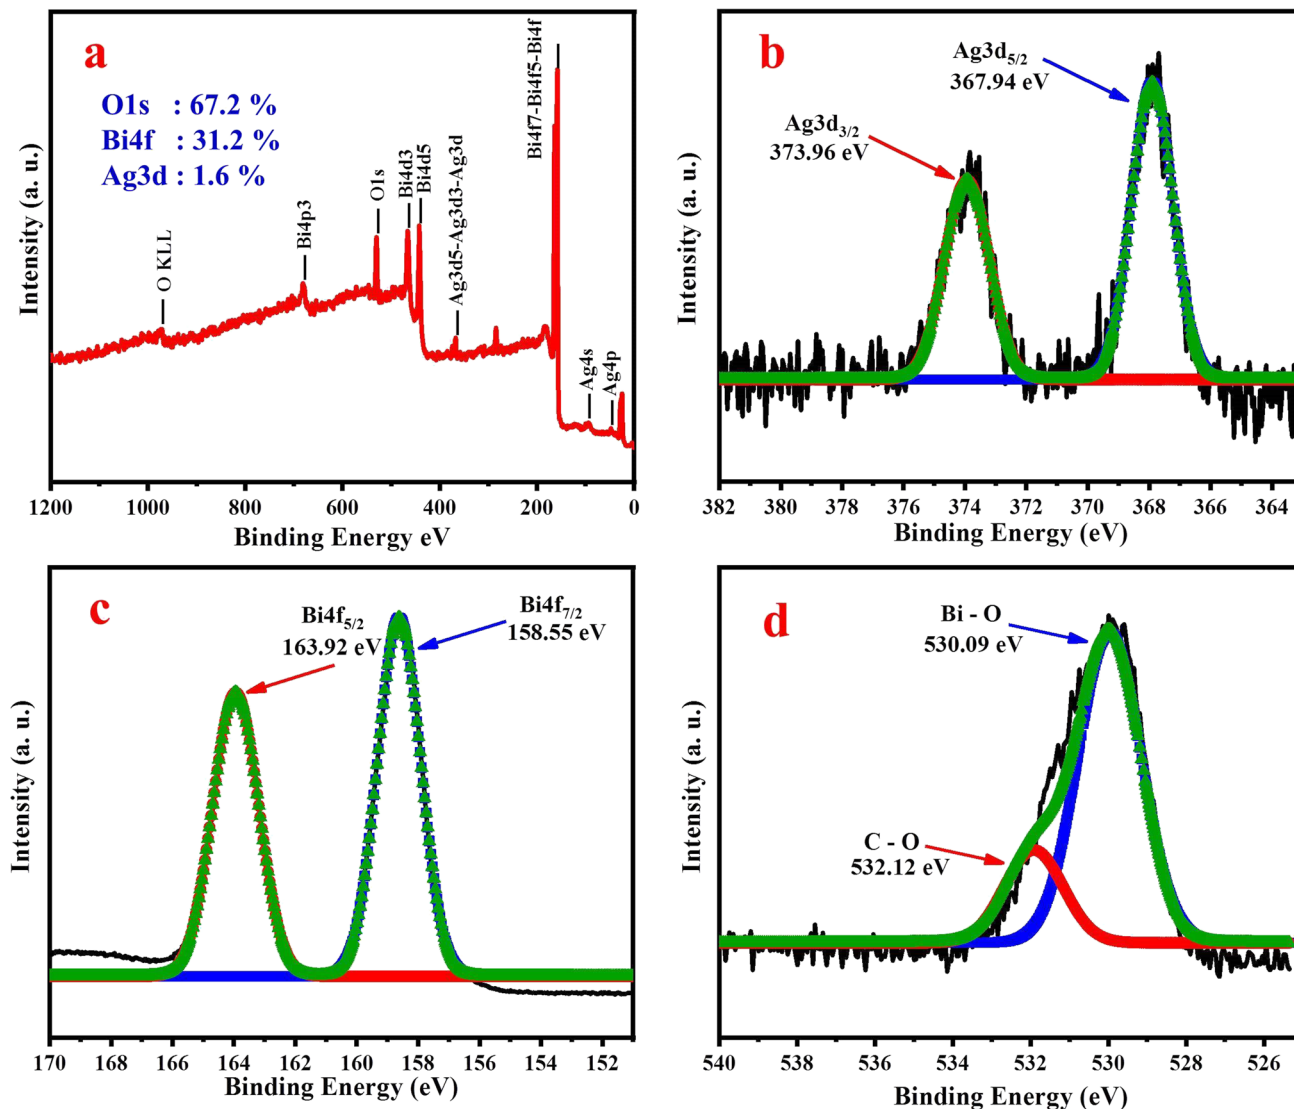 a
O1s : 67.2 %
Bi4f : 31.2 %
Ag3d : 1.6 %
O KLL
Bi4p3
O1s
Bi4d3
Bi4d5
Ag3d5-Ag3d3-Ag3d
Bi4f7-Bi4f5-Bi4f
Ag4s
Ag4p
Intensity (a. u.)
1200 1000 800 600 400 200 0
Binding Energy eV
b
Ag3d5/2
367.94 eV
Ag3d3/2
373.96 eV
Intensity (a. u.)
382 380 378 376 374 372 370 368 366 364
Binding Energy (eV)
c
Bi4f5/2
163.92 eV
Bi4f7/2
158.55 eV
Intensity (a. u.)
170 168 166 164 162 160 158 156 154 152
Binding Energy (eV)
d
Bi - O
530.09 eV
C - O
532.12 eV
Intensity (a. u.)
540 538 536 534 532 530 528 526
Binding Energy (eV)